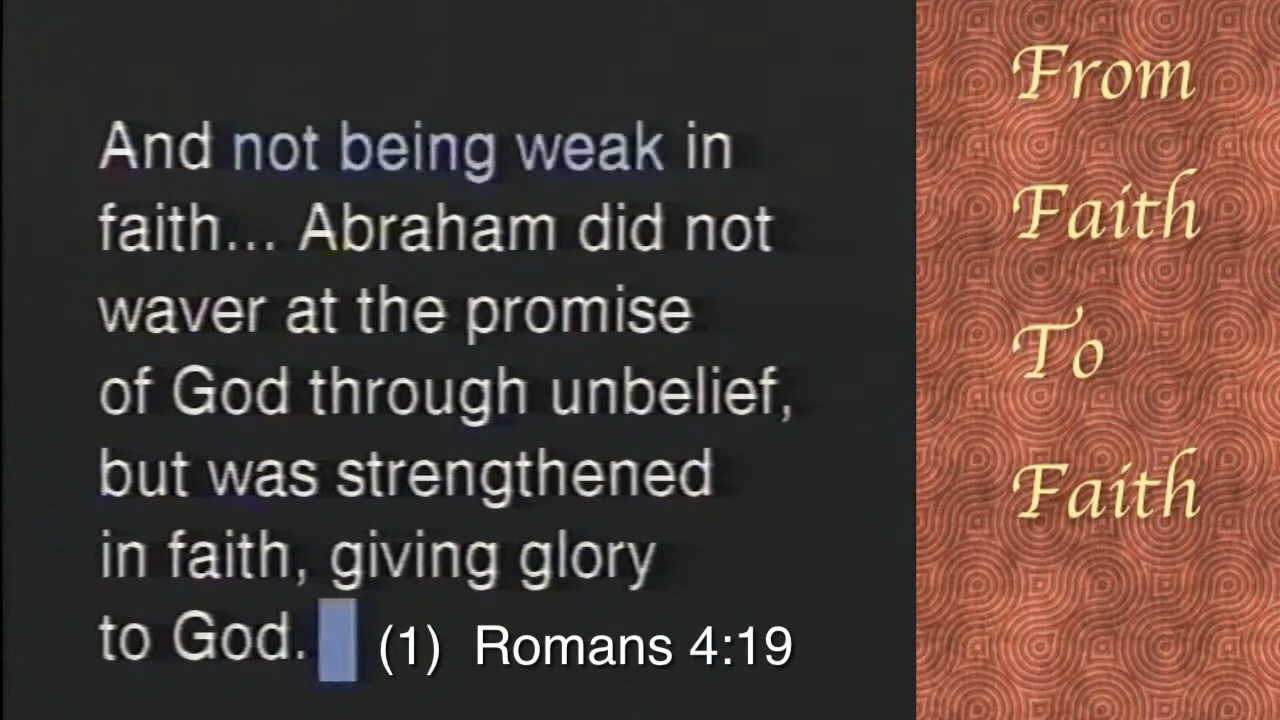 And not being weak in
faith... Abraham did not
waver at the promise
of God through unbelief,
but was strengthened
in faith, giving glory
to God. (1) Romans 4:19
From
Faith
To
Faith